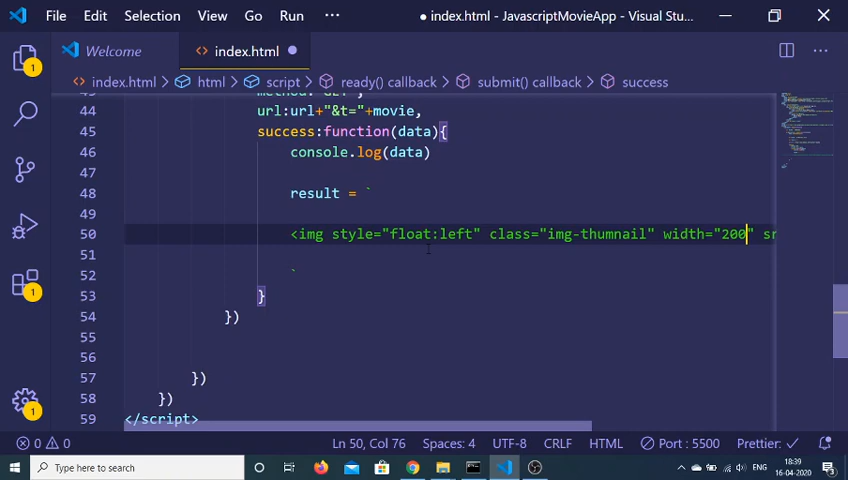 File Edit Selection View Go Run ··· ● index.html - JavascriptMovieApp - Visual Stu...
Welcome <> index.html ●
<> index.html > html > script > ready() callback > submit() callback > success
44 url:url+"&t="+movie,
45 success:function(data){
46 console.log(data)
47
48 result = `
49
50 <img style="float:left" class="img-thumnail" width="200" sr
51
52 `
53 }
54 })
55
56
57 })
58 })
59 </script>
1
1
1
0 0 Ln 50, Col 76 Spaces: 4 UTF-8 CRLF HTML Port : 5500 Prettier: ✓
Type here to search ENG 18:39
16-04-2020